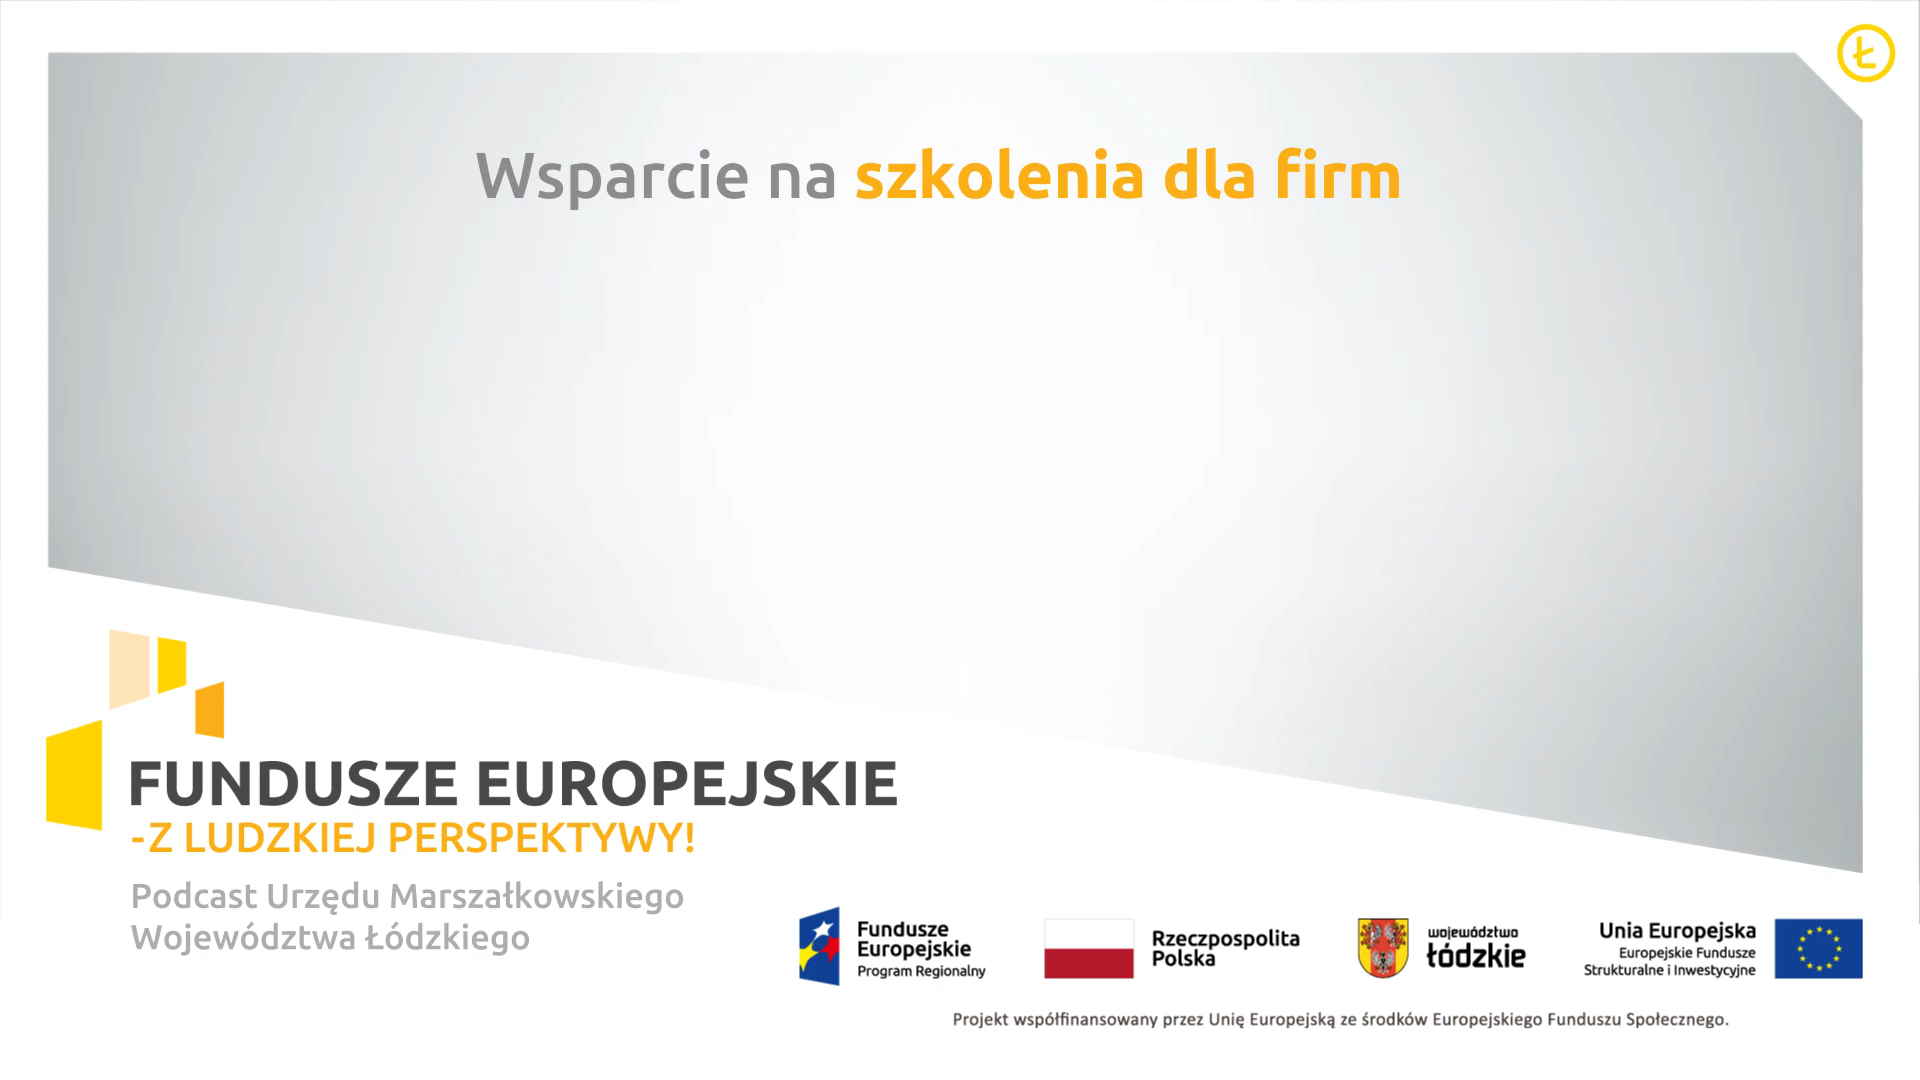 Ł
Wsparcie na szkolenia dla firm
FUNDUSZE EUROPEJSKIE
-Z LUDZKIEJ PERSPEKTYWY!
Podcast Urzędu Marszałkowskiego
Województwa Łódzkiego
Fundusze
Europejskie
Program Regionalny
Rzeczpospolita
Polska
województwo
łódzkie
Unia Europejska
Europejskie Fundusze
Strukturalne i Inwestycyjne
Projekt współfinansowany przez Unię Europejską ze środków Europejskiego Funduszu Społecznego.